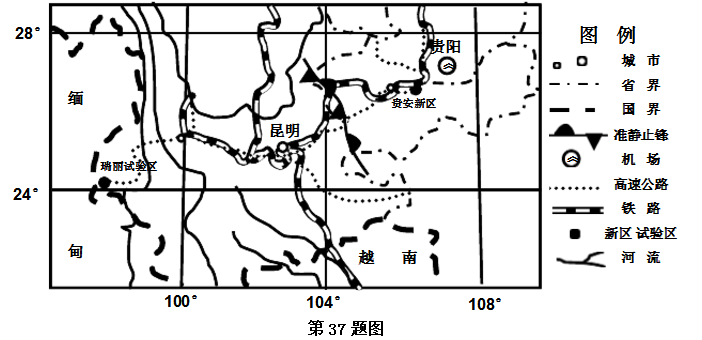 28°
24°
100°
104°
108°
缅
甸
越 南
贵阳
贵安新区
昆明
瑞丽试验区
图 例
城 市
省 界
国 界
准静止锋
机 场
高速公路
铁 路
新区 试验区
河 流
第 37 题图